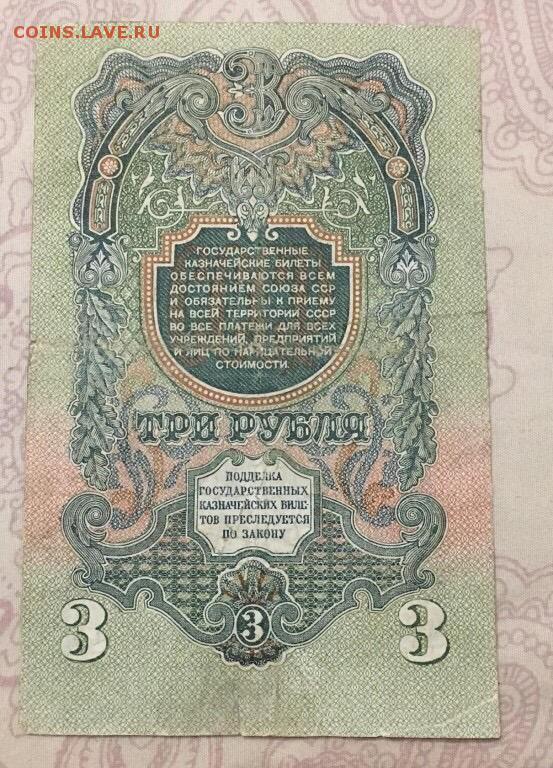 COINS.LAVE.RU
3
ГОСУДАРСТВЕННЫЕ
КАЗНАЧЕЙСКИЕ БИЛЕТЫ
ОБЕСПЕЧИВАЮТСЯ ВСЕМ
ДОСТОЯНИЕМ СОЮЗА ССР
И ОБЯЗАТЕЛЬНЫ К ПРИЕМУ
НА ВСЕЙ ТЕРРИТОРИИ СССР
ВО ВСЕ ПЛАТЕЖИ ДЛЯ ВСЕХ
УЧРЕЖДЕНИЙ, ПРЕДПРИЯТИЙ
И ЛИЦ ПО НАРИЦАТЕЛЬНОЙ
СТОИМОСТИ.
ТРИ РУБЛЯ
ПОДДЕЛКА
ГОСУДАРСТВЕННЫХ
КАЗНАЧЕЙСКИХ БИЛЕ-
ТОВ ПРЕСЛЕДУЕТСЯ
ПО ЗАКОНУ
3 3 3